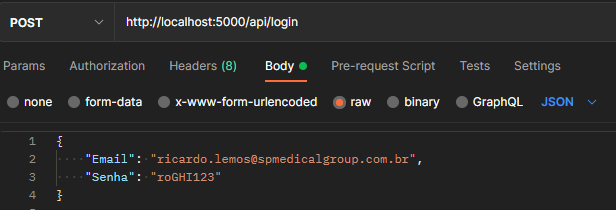 POST http://localhost:5000/api/login
Params Authorization Headers (8) Body Pre-request Script Tests Settings
none form-data x-www-form-urlencoded raw binary GraphQL JSON
1 {
2 "Email": "ricardo.lemos@spmedicalgroup.com.br",
3 "Senha": "roGHI123"
4 }